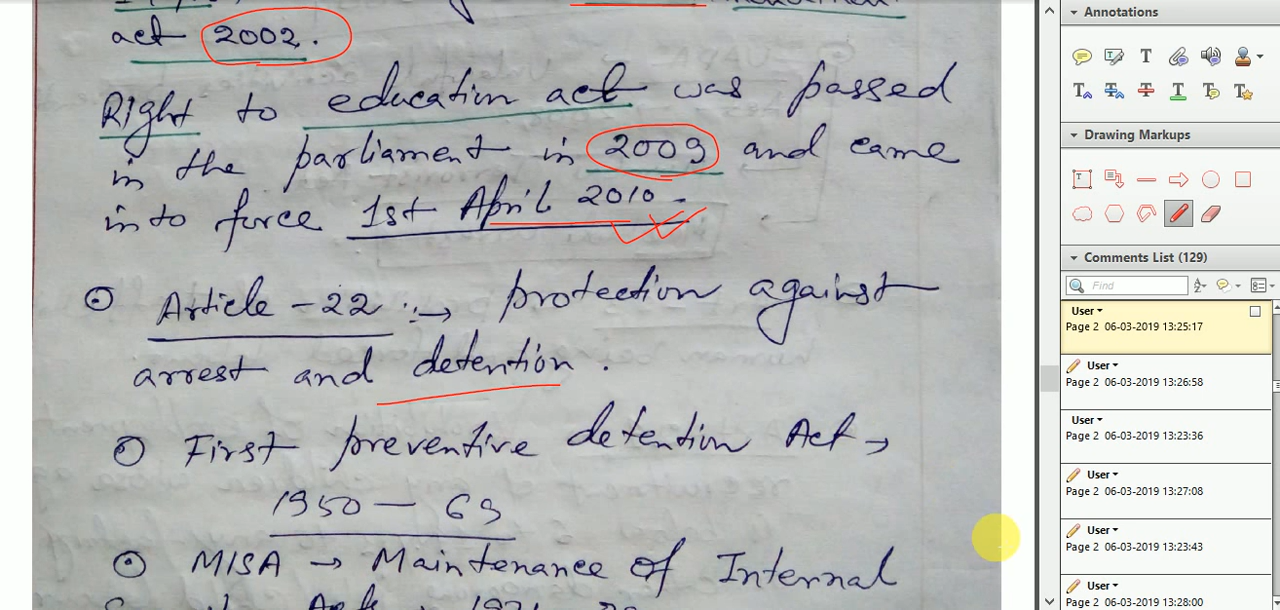 act 2002.
Right to education act was passed
in the parliament in 2009 and came
into force 1st April 2010.
Article - 22 :→ protection against
arrest and detention.
First preventive detention Act →
1950 — 69
MISA → Maintenance of Internal
Annotations
Drawing Markups
Comments List (129)
Find
User
Page 2 06-03-2019 13:25:17
User
Page 2 06-03-2019 13:26:58
User
Page 2 06-03-2019 13:23:36
User
Page 2 06-03-2019 13:27:08
User
Page 2 06-03-2019 13:23:43
User
Page 2 06-03-2019 13:28:00